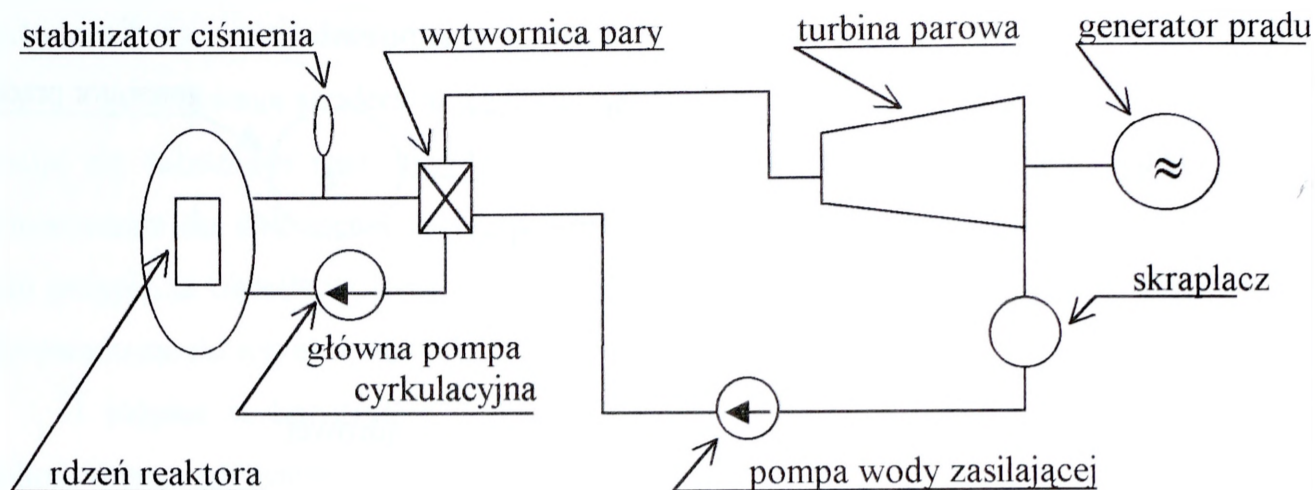 stabilizator ciśnienia
wytwornica pary
turbina parowa
generator prądu
≈
skraplacz
główna pompa
cyrkulacyjna
rdzeń reaktora
pompa wody zasilającej